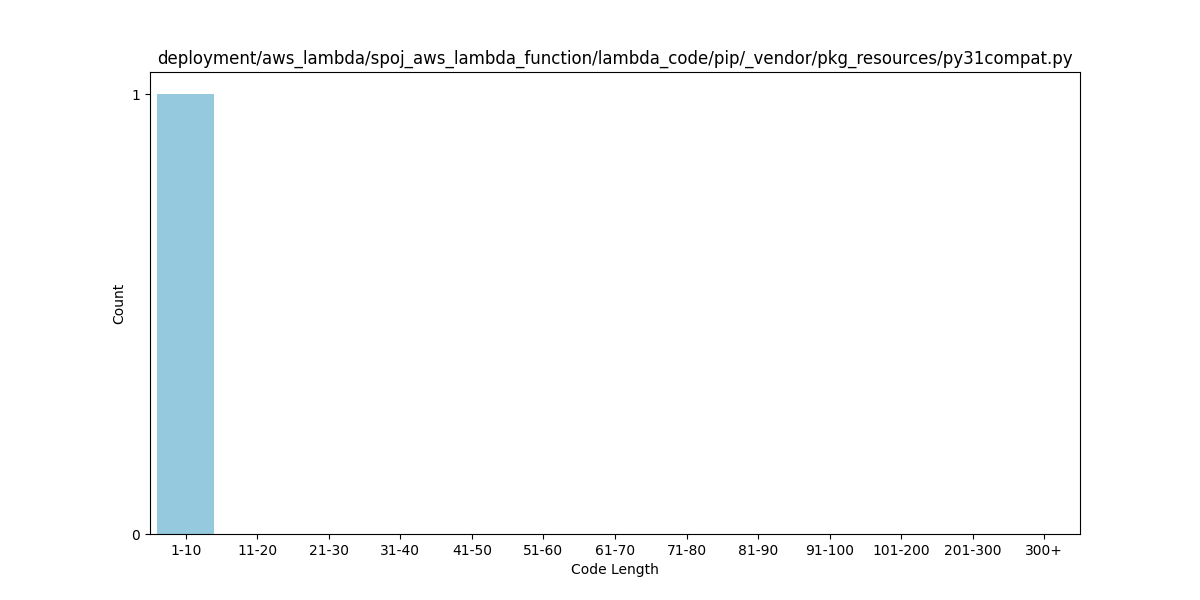 deployment/aws_lambda/spoj_aws_lambda_function/lambda_code/pip/_vendor/pkg_resources/py31compat.py
1
Count
0
1-10 11-20 21-30 31-40 41-50 51-60 61-70 71-80 81-90 91-100 101-200 201-300 300+
Code Length